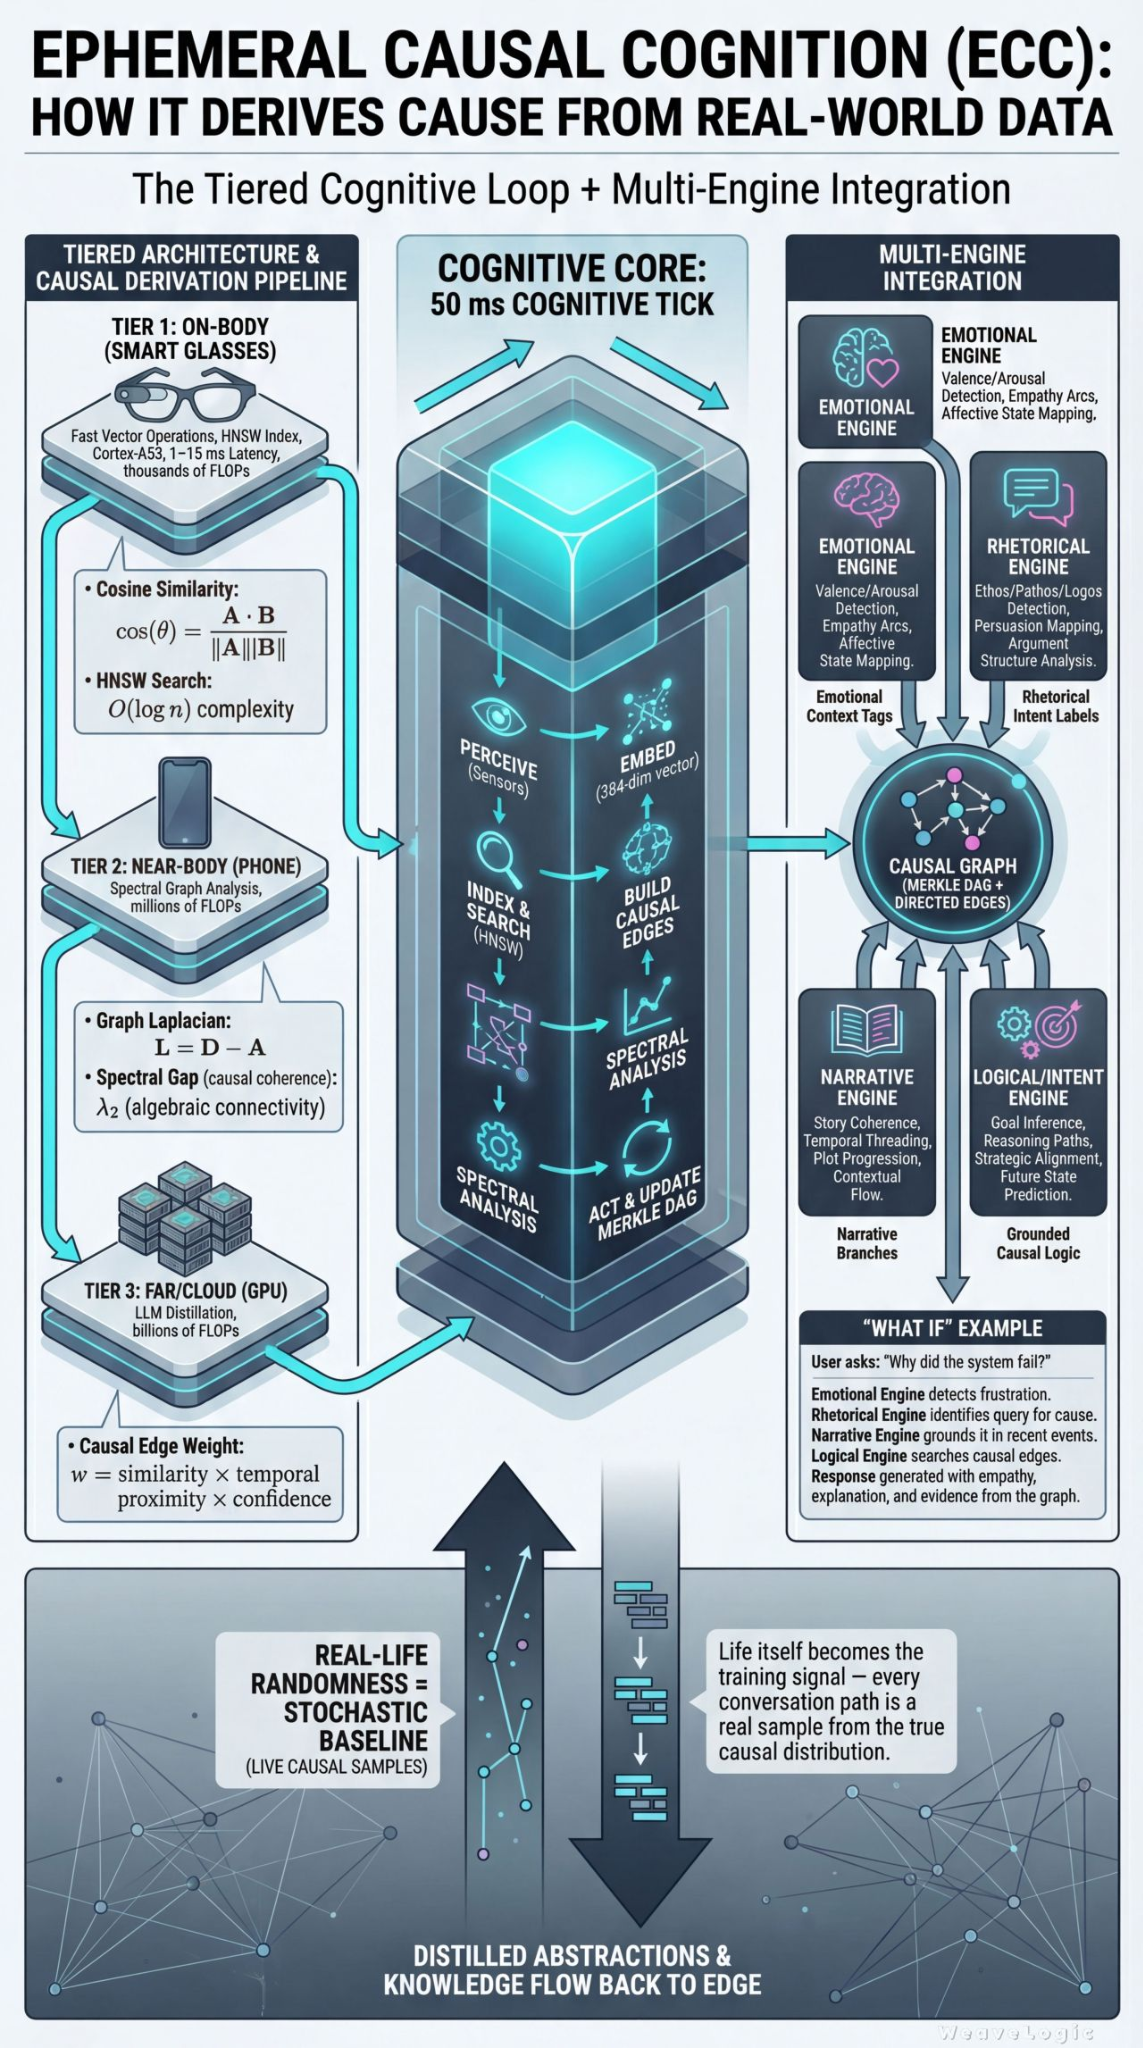 EPHEMERAL CAUSAL COGNITION (ECC):
HOW IT DERIVES CAUSE FROM REAL-WORLD DATA
The Tiered Cognitive Loop + Multi-Engine Integration
TIERED ARCHITECTURE &
CAUSAL DERIVATION PIPELINE
TIER 1: ON-BODY
(SMART GLASSES)
Fast Vector Operations, HNSW Index,
Cortex-A53, 1–15 ms Latency,
thousands of FLOPs
• Cosine Similarity:
cos(θ) = A · B / ‖A‖‖B‖
• HNSW Search:
O(log n) complexity
TIER 2: NEAR-BODY (PHONE)
Spectral Graph Analysis,
millions of FLOPs
• Graph Laplacian:
L = D − A
• Spectral Gap (causal coherence):
λ₂ (algebraic connectivity)
TIER 3: FAR/CLOUD (GPU)
LLM Distillation,
billions of FLOPs
• Causal Edge Weight:
w = similarity × temporal
proximity × confidence
COGNITIVE CORE:
50 ms COGNITIVE TICK
PERCEIVE
(Sensors)
EMBED
(384-dim vector)
INDEX &
SEARCH
(HNSW)
BUILD
CAUSAL
EDGES
SPECTRAL
ANALYSIS
SPECTRAL
ANALYSIS
ACT & UPDATE
MERKLE DAG
MULTI-ENGINE
INTEGRATION
EMOTIONAL
ENGINE
EMOTIONAL
ENGINE
Valence/Arousal
Detection, Empathy Arcs,
Affective State Mapping.
EMOTIONAL
ENGINE
Valence/Arousal
Detection,
Empathy Arcs,
Affective
State Mapping.
RHETORICAL
ENGINE
Ethos/Pathos/Logos
Detection,
Persuasion Mapping,
Argument
Structure Analysis.
Emotional
Context Tags
Rhetorical
Intent Labels
CAUSAL GRAPH
(MERKLE DAG +
DIRECTED EDGES)
NARRATIVE
ENGINE
Story Coherence,
Temporal Threading,
Plot Progression,
Contextual
Flow.
LOGICAL/INTENT
ENGINE
Goal Inference,
Reasoning Paths,
Strategic Alignment,
Future State
Prediction.
Narrative
Branches
Grounded
Causal Logic
“WHAT IF” EXAMPLE
User asks: “Why did the system fail?”
Emotional Engine detects frustration.
Rhetorical Engine identifies query for cause.
Narrative Engine grounds it in recent events.
Logical Engine searches causal edges.
Response generated with empathy,
explanation, and evidence from the graph.
REAL-LIFE
RANDOMNESS =
STOCHASTIC
BASELINE
(LIVE CAUSAL SAMPLES)
Life itself becomes the
training signal — every
conversation path is a
real sample from the true
causal distribution.
DISTILLED ABSTRACTIONS &
KNOWLEDGE FLOW BACK TO EDGE
WeaveLogic